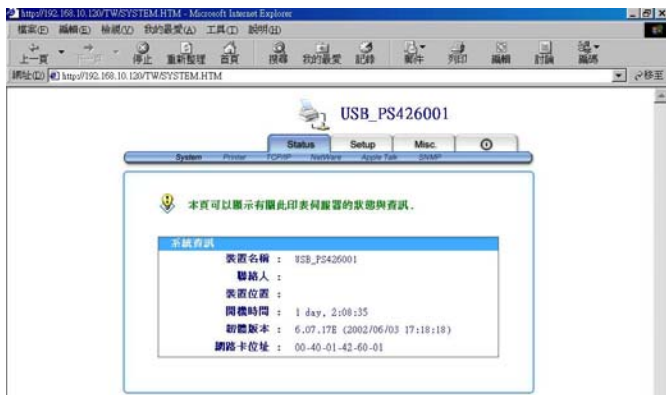 http://192.168.10.120/TW/SYSTEM.HTM - Microsoft Internet Explorer
檔案(F) 編輯(E) 檢視(V) 我的最愛(A) 工具(T) 說明(H)
上一頁 下一頁 停止 重新整理 首頁 搜尋 我的最愛 記錄 郵件 列印 編輯 討論
網址(D) http://192.168.10.120/TW/SYSTEM.HTM 移至
USB_PS426001
Status Setup Misc.
System Printer TCP/IP NetWare Apple Talk SNMP
本頁可以顯示有關此印表伺服器的狀態與資訊.
系統資訊
裝置名稱 : USB_PS426001
聯絡人 :
裝置位置 :
開機時間 : 1 day, 2:08:35
韌體版本 : 6.07.17E (2002/06/03 17:18:18)
網路卡位址 : 00-40-01-42-60-01